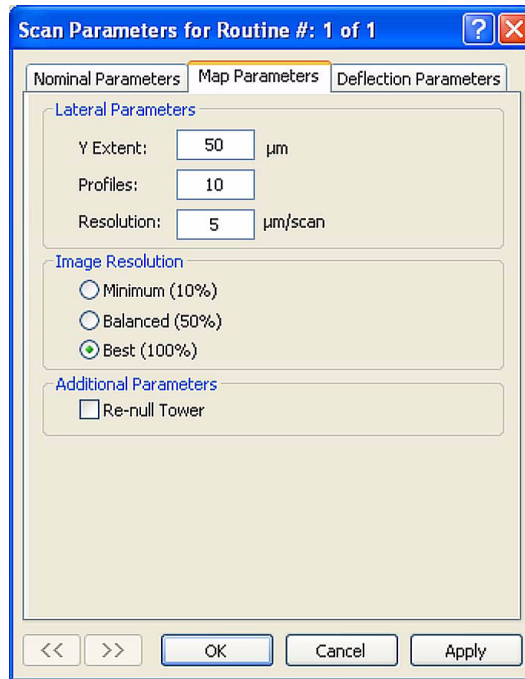 Scan Parameters for Routine #: 1 of 1
Nominal Parameters Map Parameters Deflection Parameters
Lateral Parameters
Y Extent: 50 µm
Profiles: 10
Resolution: 5 µm/scan
Image Resolution
Minimum (10%)
Balanced (50%)
Best (100%)
Additional Parameters
Re-null Tower
<< >> OK Cancel Apply